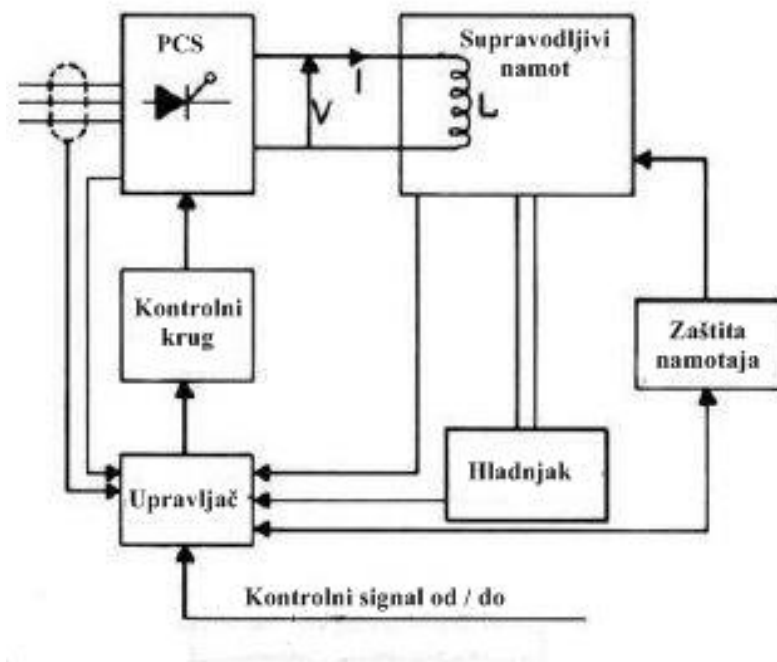 PCS
Supravodljivi
namot
I
V
L
Kontrolni
krug
Zaštita
namotaja
Upravljač
Hladnjak
Kontrolni signal od / do